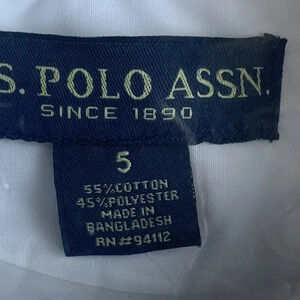 S. POLO ASSN.
SINCE 1890
5
55% COTTON
45% POLYESTER
MADE IN
BANGLADESH
RN#94112